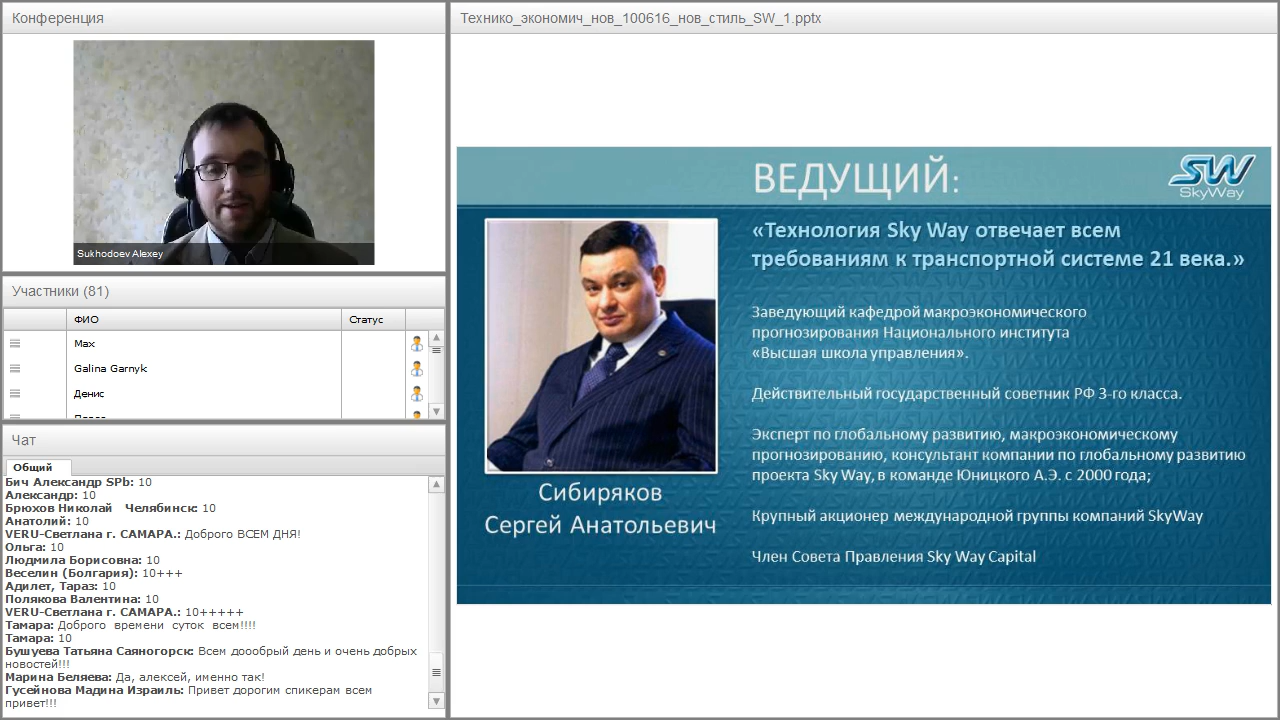 Конференция
Sukhodoev Alexey
Участники (81)
ФИО
Статус
Max
Galina Garnyk
Денис
Чат
Общий
Бич Александр SPb: 10
Александр: 10
Брюхов Николай Челябинск: 10
Анатолий: 10
VERU-Светлана г. САМАРА.: Доброго ВСЕМ ДНЯ!
Ольга: 10
Людмила Борисовна: 10
Веселин (Болгария): 10+++
Адилет, Тараз: 10
Полякова Валентина: 10
VERU-Светлана г. САМАРА.: 10+++++
Тамара: Доброго времени суток всем!!!!
Тамара: 10
Бушуева Татьяна Саяногорск: Всем доообрый день и очень добрых
новостей!!!
Марина Беляева: Да, алексей, именно так!
Гусейнова Мадина Израиль: Привет дорогим спикерам всем
привет!!!
Технико_экономич_нов_100616_нов_стиль_SW_1.pptx
ВЕДУЩИЙ:
SW
SkyWay
«Технология Sky Way отвечает всем
требованиям к транспортной системе 21 века.»
Заведующий кафедрой макроэкономического
прогнозирования Национального института
«Высшая школа управления».
Действительный государственный советник РФ 3-го класса.
Эксперт по глобальному развитию, макроэкономическому
прогнозированию, консультант компании по глобальному развитию
проекта Sky Way, в команде Юницкого А.Э. с 2000 года;
Крупный акционер международной группы компаний SkyWay
Член Совета Правления Sky Way Capital
Сибиряков
Сергей Анатольевич